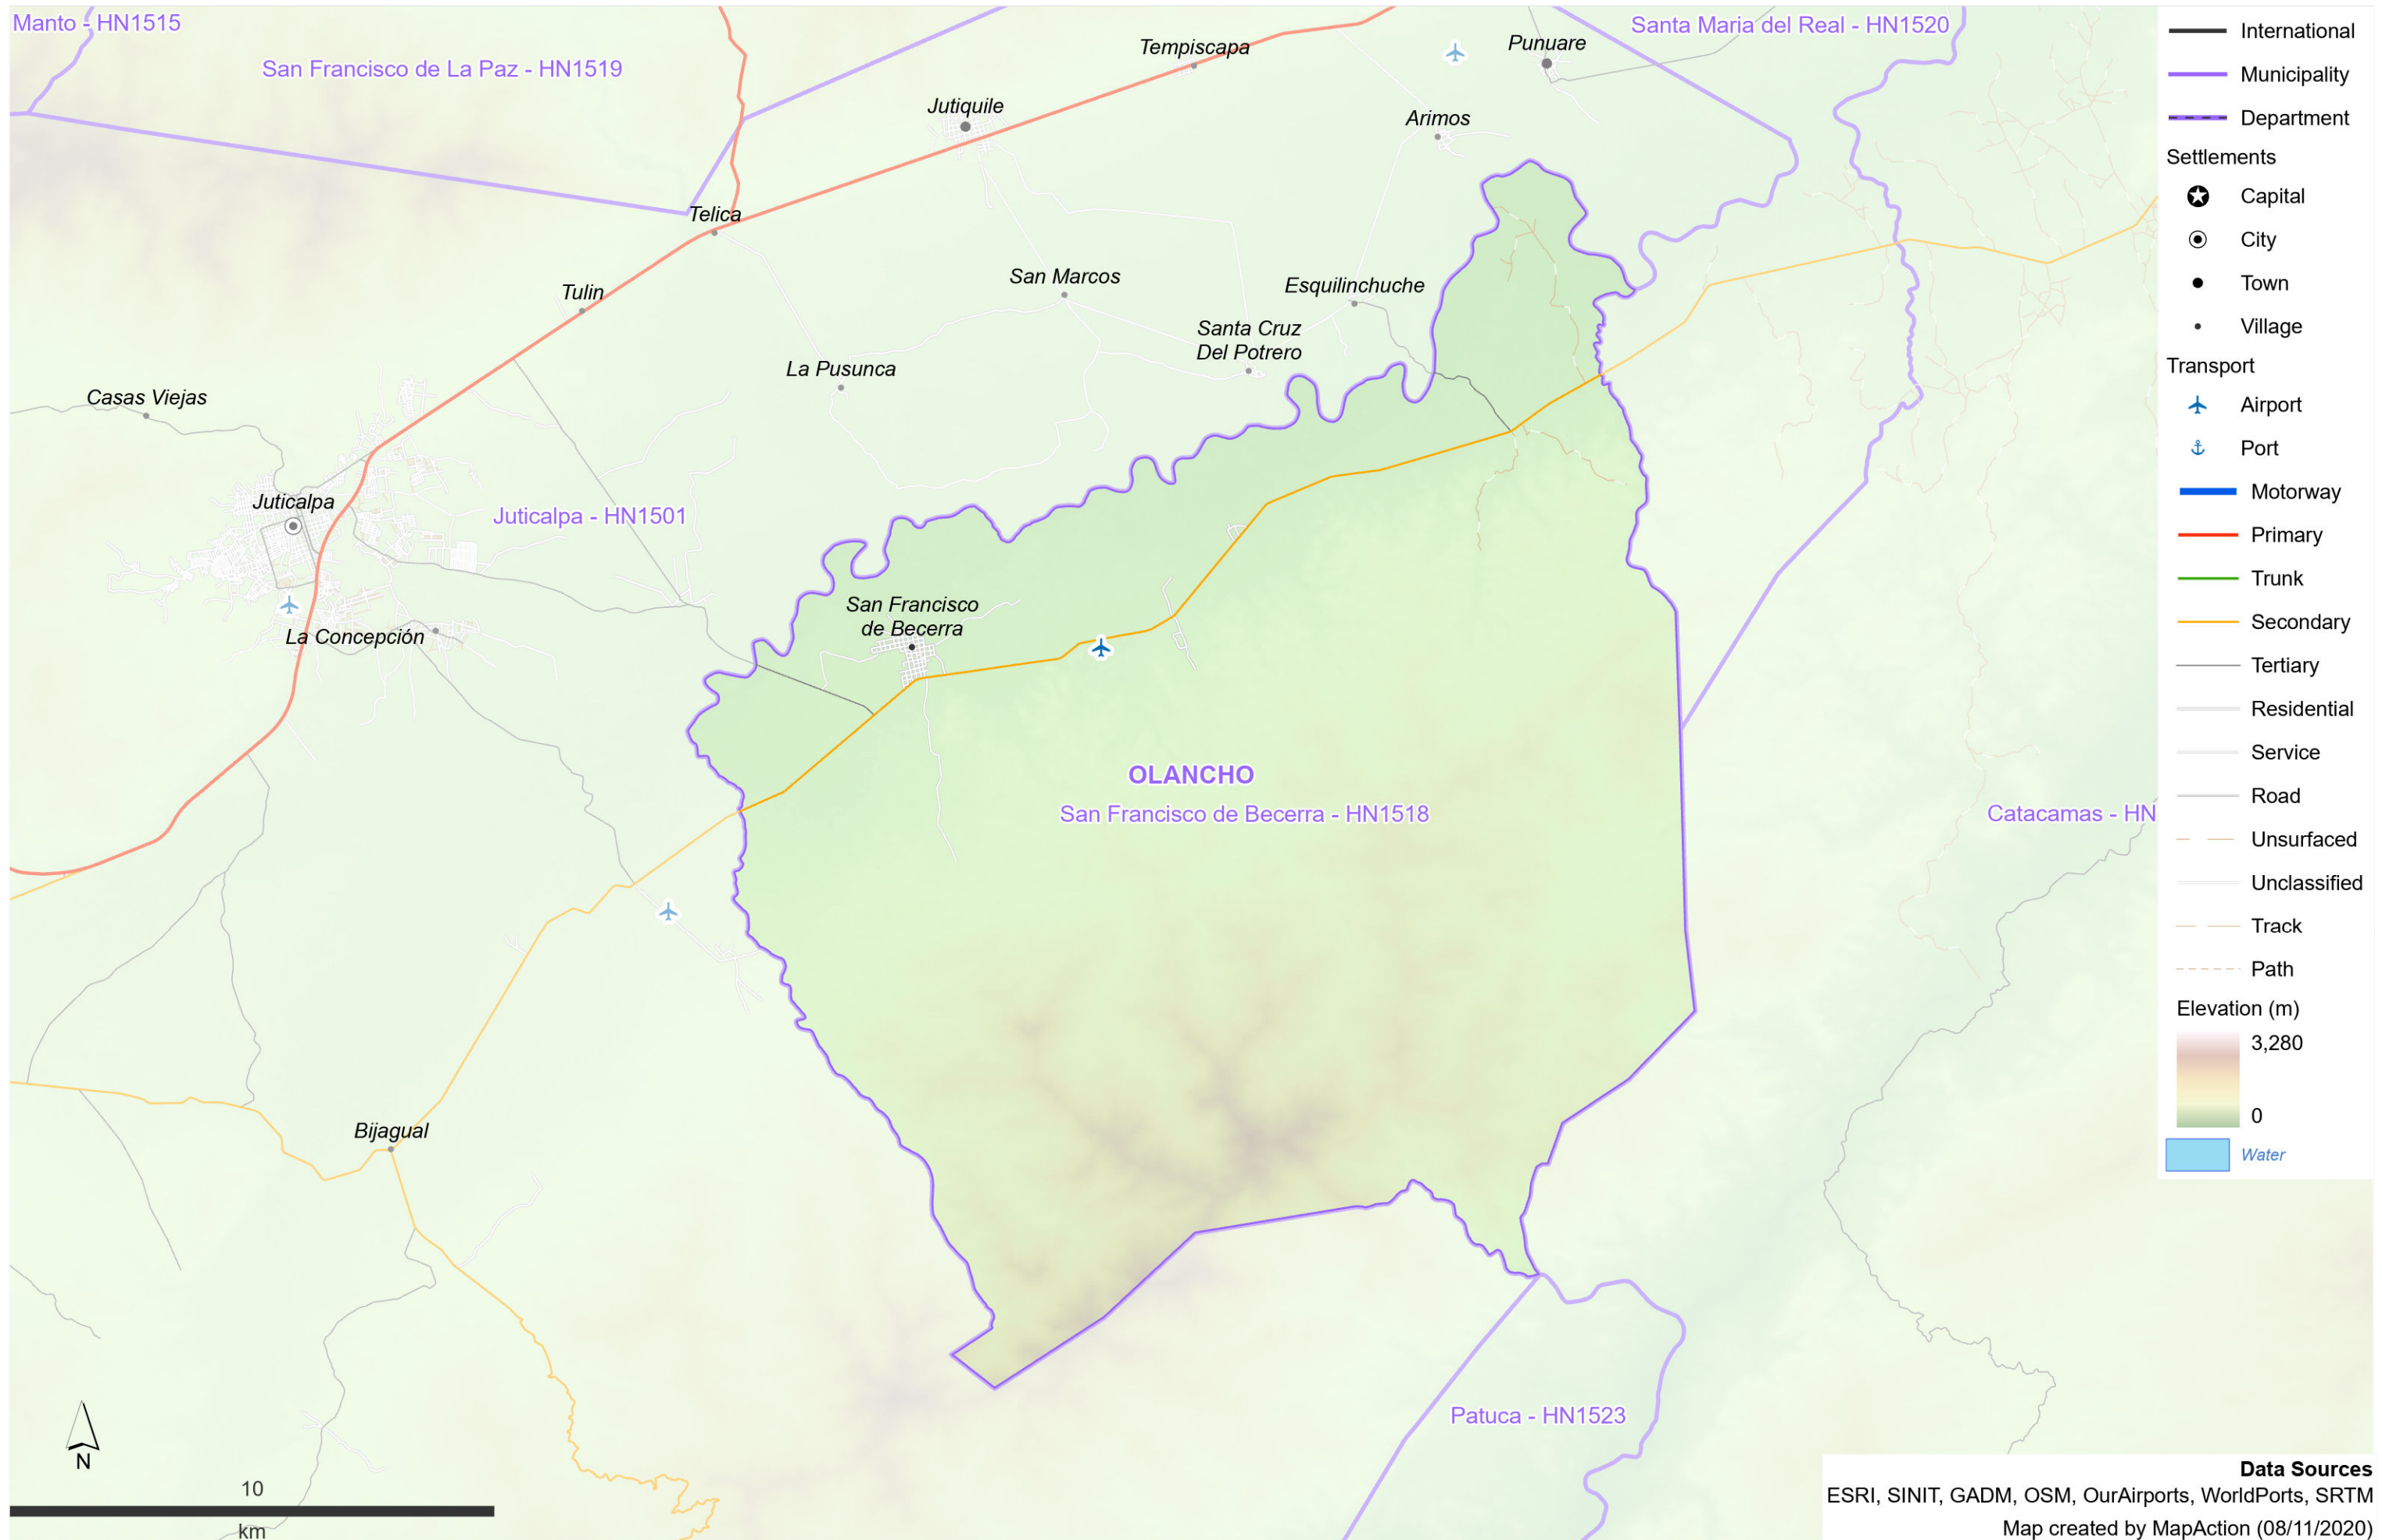 Manto - HN1515
San Francisco de La Paz - HN1519
Santa Maria del Real - HN1520
Tempiscapa
Punuare
Jutiquile
Arimos
Telica
San Marcos
Esquilinchuche
Tulin
Santa Cruz
Del Potrero
La Pusunca
Casas Viejas
Juticalpa
Juticalpa - HN1501
San Francisco
de Becerra
La Concepción
OLANCHO
San Francisco de Becerra - HN1518
Catacamas - HN
Bijagual
Patuca - HN1523
N
10
km
International
Municipality
Department
Settlements
Capital
City
Town
Village
Transport
Airport
Port
Motorway
Primary
Trunk
Secondary
Tertiary
Residential
Service
Road
Unsurfaced
Unclassified
Track
Path
Elevation (m)
3,280
0
Water
Data Sources
ESRI, SINIT, GADM, OSM, OurAirports, WorldPorts, SRTM
Map created by MapAction (08/11/2020)